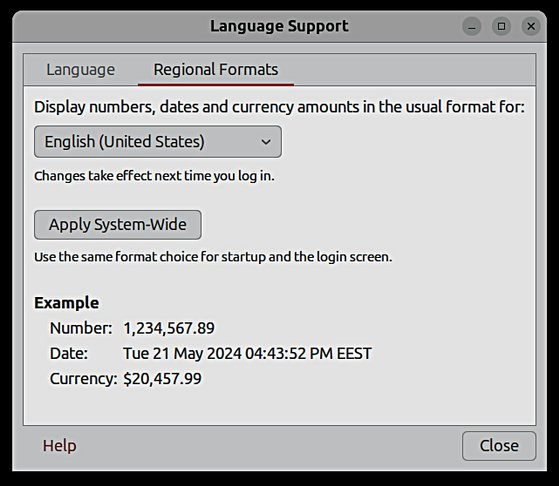 Language Support
Language Regional Formats
Display numbers, dates and currency amounts in the usual format for:
English (United States)
Changes take effect next time you log in.
Apply System-Wide
Use the same format choice for startup and the login screen.
Example
Number: 1,234,567.89
Date: Tue 21 May 2024 04:43:52 PM EEST
Currency: $20,457.99
Help Close